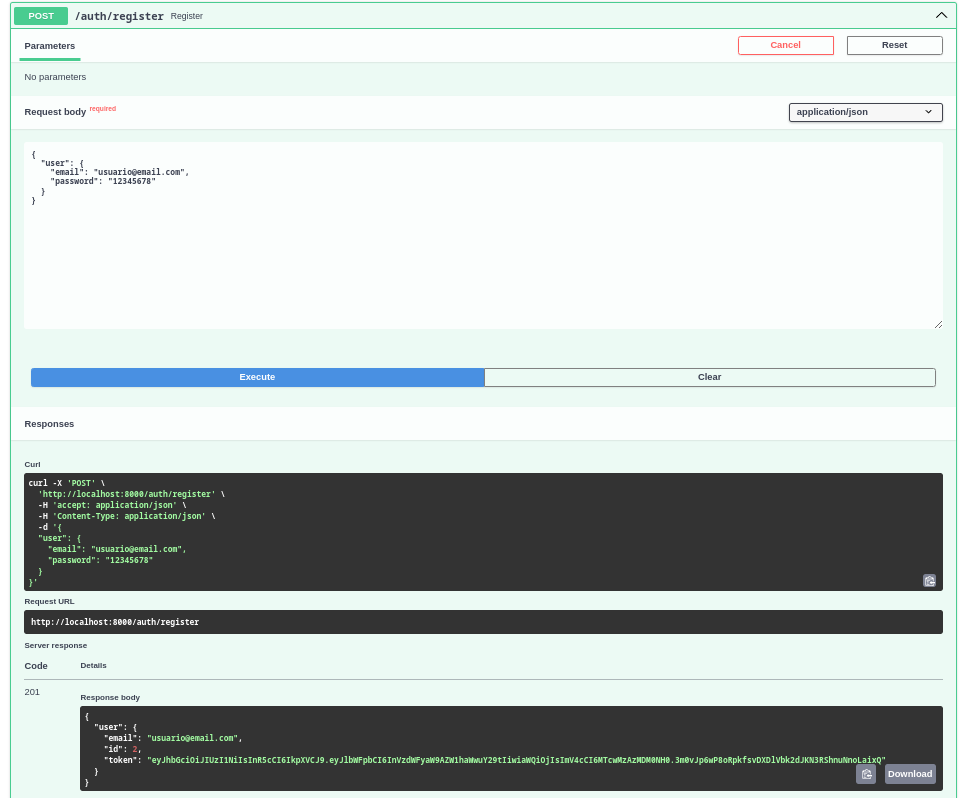 POST /auth/register Register
Parameters
Cancel
Reset
No parameters
Request body required
application/json
{
  "user": {
    "email": "usuario@email.com",
    "password": "12345678"
  }
}
Execute
Clear
Responses
Curl
curl -X 'POST' \
  'http://localhost:8000/auth/register' \
  -H 'accept: application/json' \
  -H 'Content-Type: application/json' \
  -d '{
  "user": {
    "email": "usuario@email.com",
    "password": "12345678"
  }
}'
Request URL
http://localhost:8000/auth/register
Server response
Code Details
201
Response body
{
  "user": {
    "email": "usuario@email.com",
    "id": 2,
    "token":
  }
}
Download